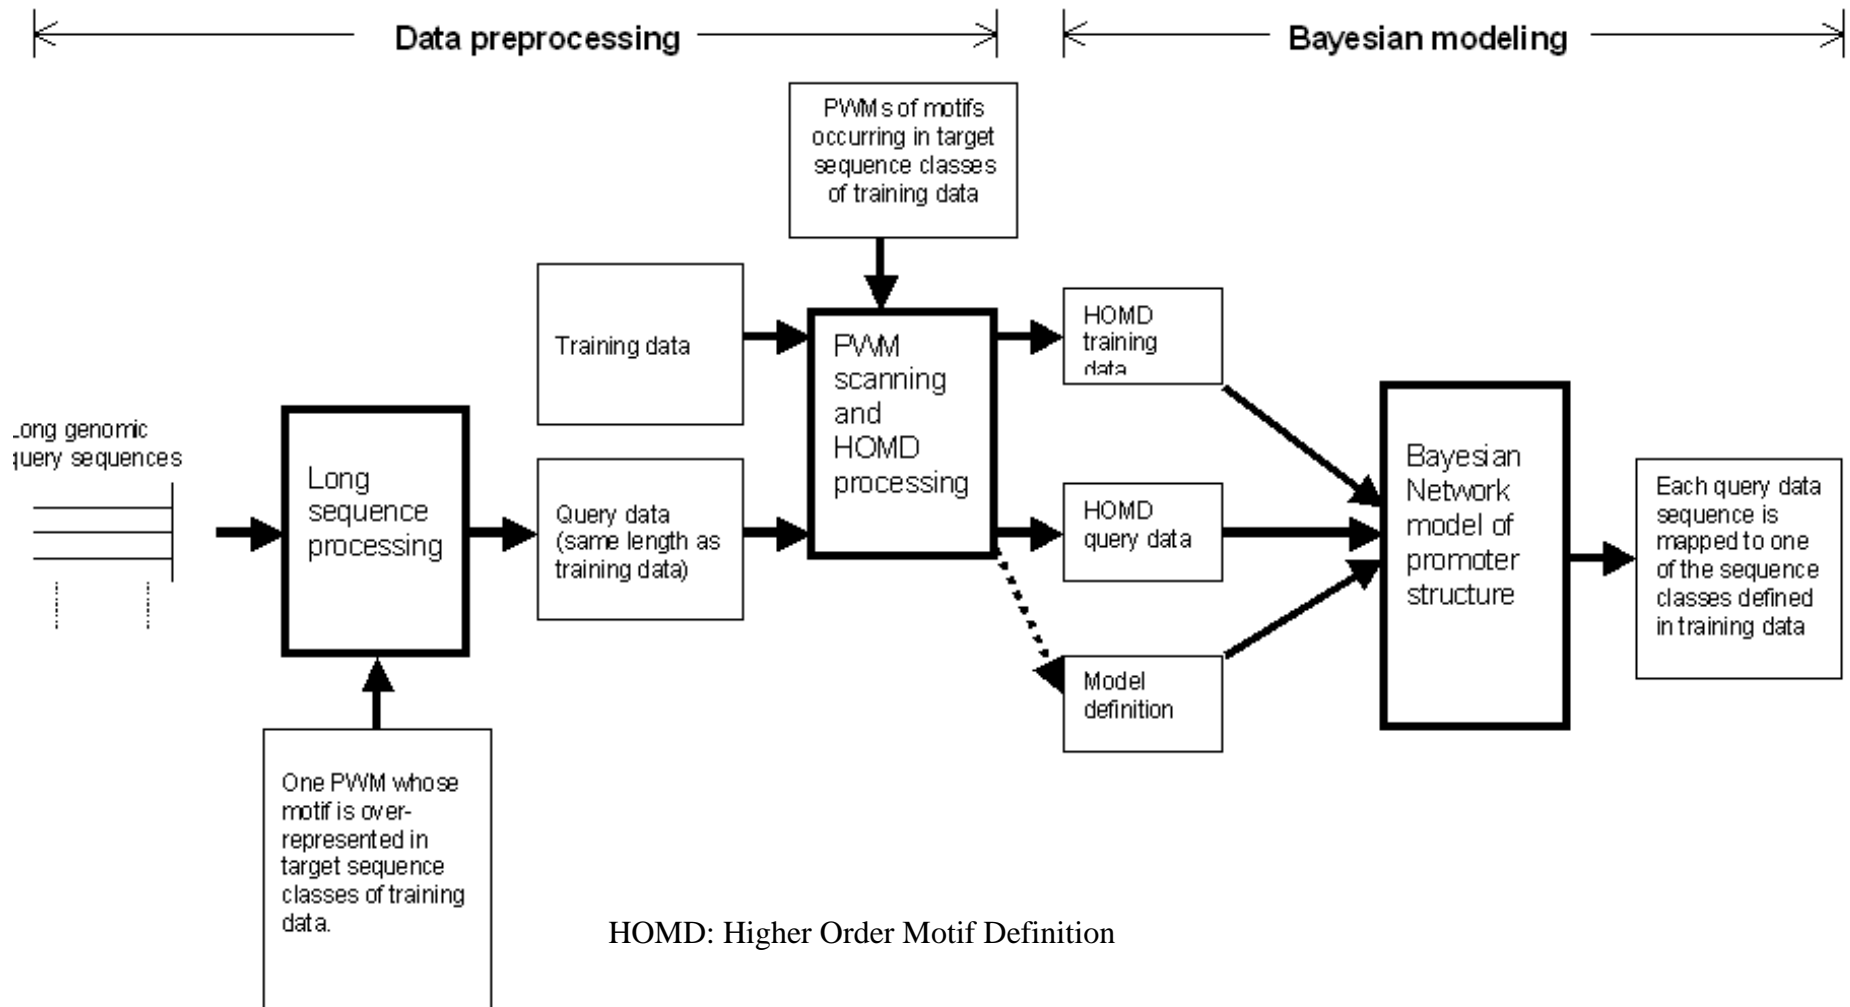 Data preprocessing
Bayesian modeling
PWMs of motifs
occurring in target
sequence classes
of training data
Training data
PWM
scanning
and
HOMD
processing
HOMD
training
data
Long genomic
query sequences
Long
sequence
processing
Query data
(same length as
training data)
HOMD
query data
Model
definition
Bayesian
Network
model of
promoter
structure
Each query data
sequence is
mapped to one
of the sequence
classes defined
in training data
One PWM whose
motif is over-
represented in
target sequence
classes of training
data.
HOMD: Higher Order Motif Definition